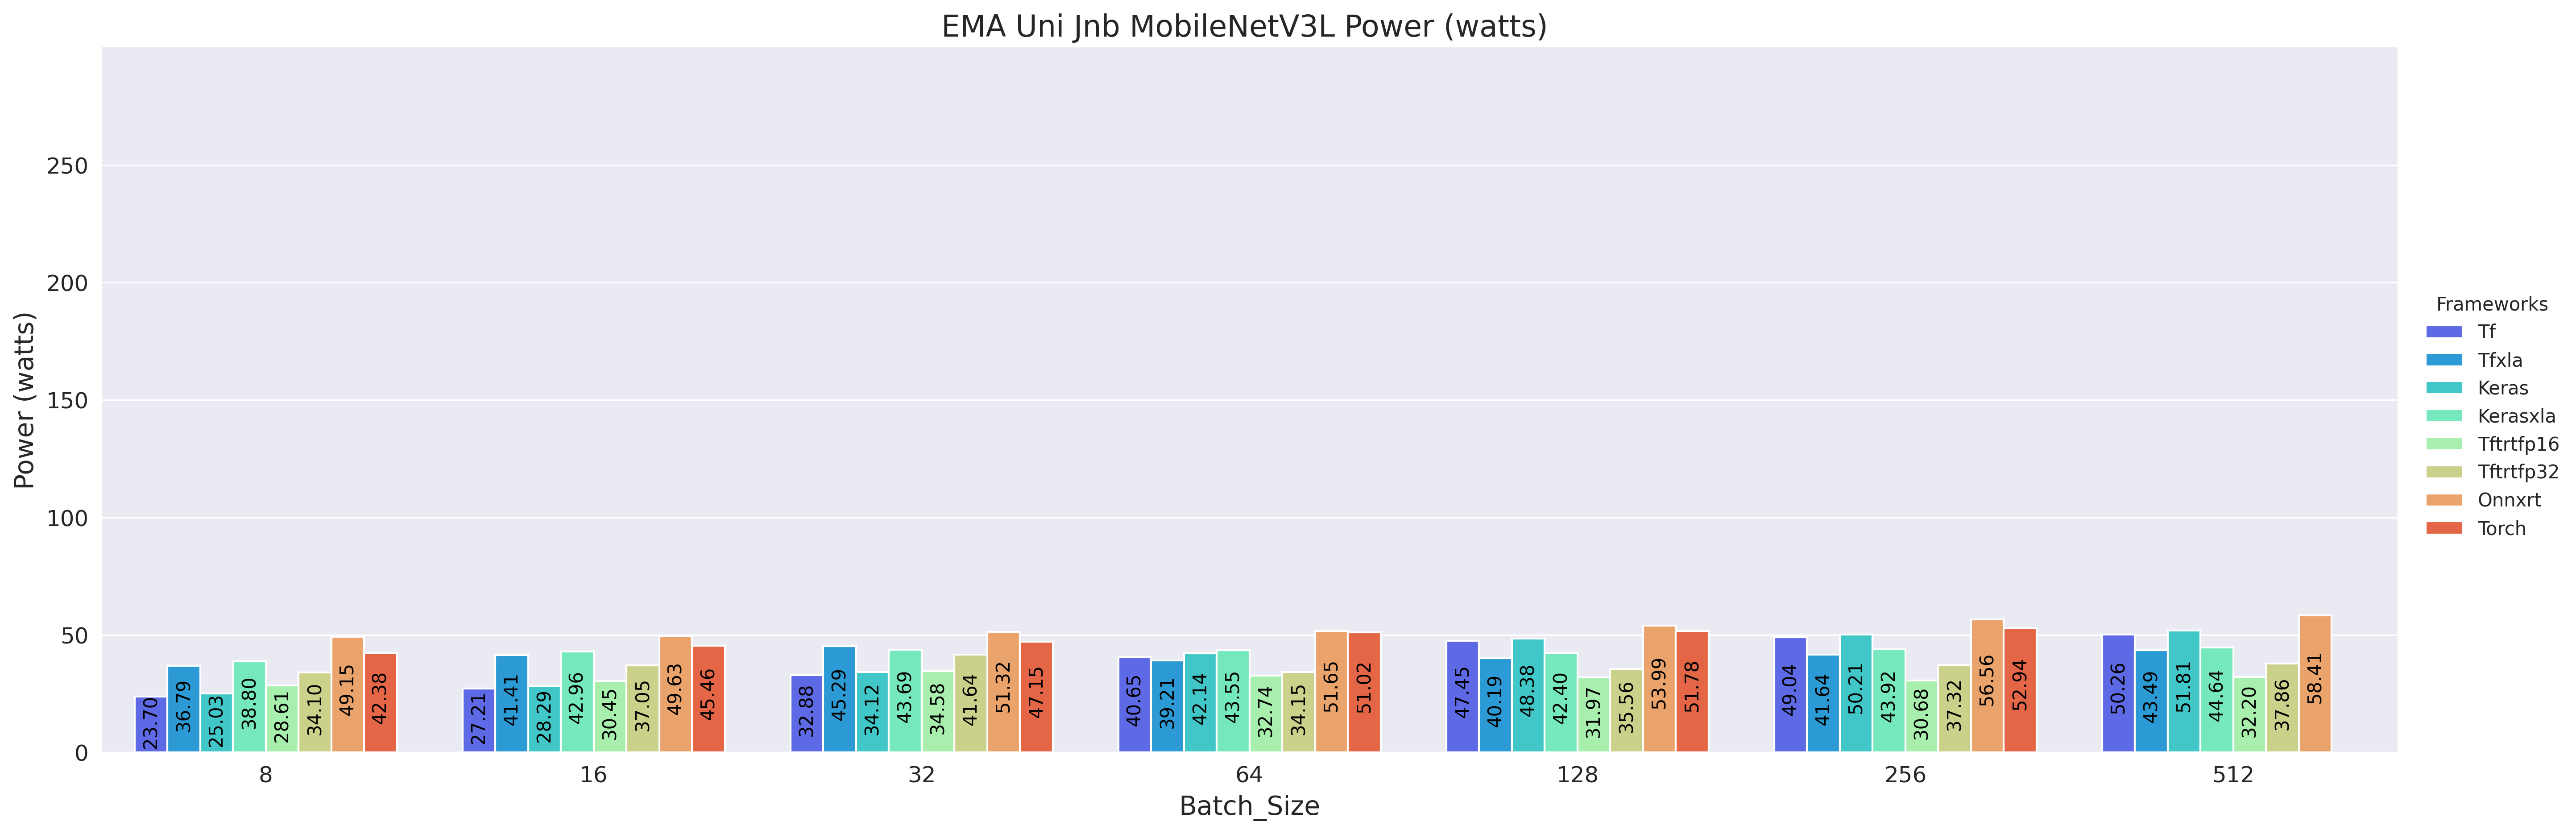 EMA Uni Jnb MobileNetV3L Power (watts)
Power (watts)
250
200
150
100
50
0
23.70 36.79 25.03 38.80 28.61 34.10 49.15 42.38
27.21 41.41 28.29 42.96 30.45 37.05 49.63 45.46
32.88 45.29 34.12 43.69 34.58 41.64 51.32 47.15
40.65 39.21 42.14 43.55 32.74 34.15 51.65 51.02
47.45 40.19 48.38 42.40 31.97 35.56 53.99 51.78
49.04 41.64 50.21 43.92 30.68 37.32 56.56 52.94
50.26 43.49 51.81 44.64 32.20 37.86 58.41
8 16 32 64 128 256 512
Batch_Size
Frameworks
Tf
Tfxla
Keras
Kerasxla
Tftrtfp16
Tftrtfp32
Onnxrt
Torch